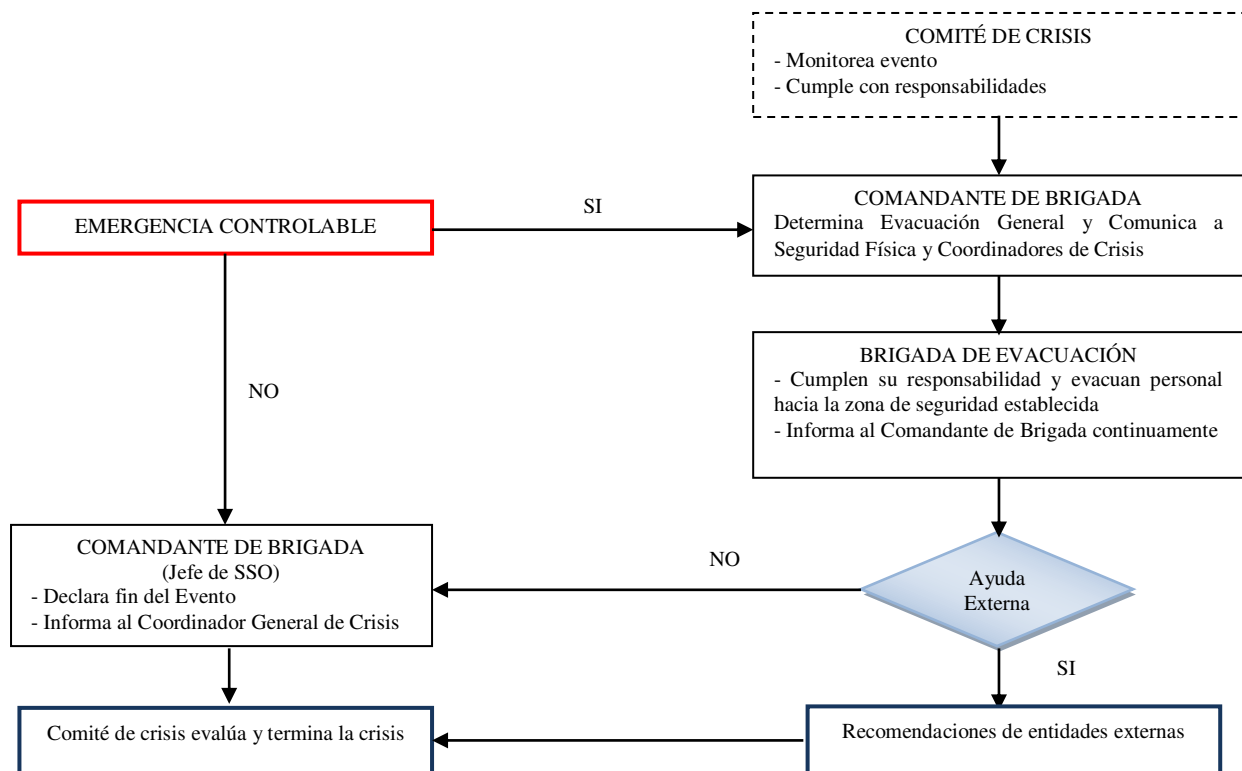 COMITÉ DE CRISIS
- Monitorea evento
- Cumple con responsabilidades
EMERGENCIA CONTROLABLE
SI
COMANDANTE DE BRIGADA
Determina Evacuación General y Comunica a
Seguridad Física y Coordinadores de Crisis
NO
BRIGADA DE EVACUACIÓN
- Cumplen su responsabilidad y evacuan personal
hacia la zona de seguridad establecida
- Informa al Comandante de Brigada continuamente
COMANDANTE DE BRIGADA
(Jefe de SSO)
- Declara fin del Evento
- Informa al Coordinador General de Crisis
NO
Ayuda
Externa
SI
Comité de crisis evalúa y termina la crisis
Recomendaciones de entidades externas